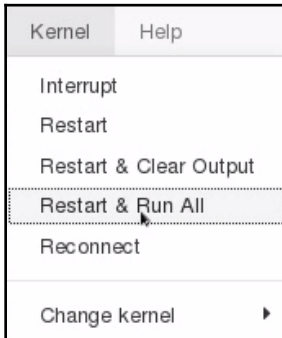 Kernel Help
Interrupt
Restart
Restart & Clear Output
Restart & Run All
Reconnect
Change kernel